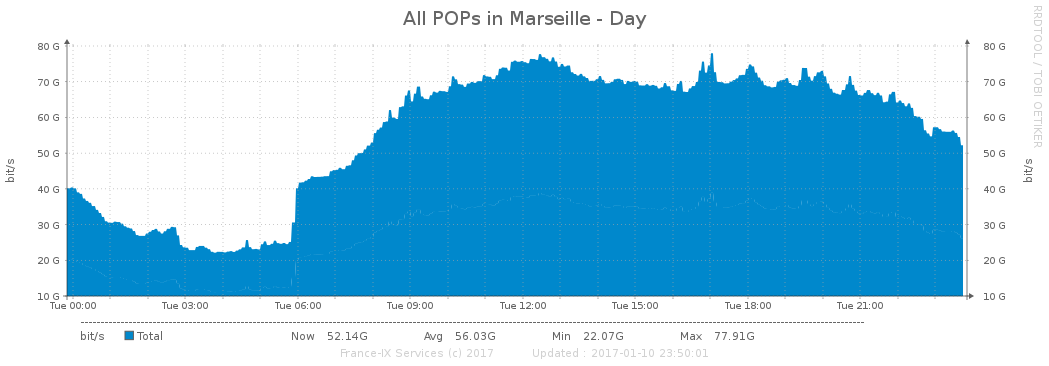 All POPs in Marseille - Day
RRDTOOL / TOBI OETIKER
80 G 80 G
70 G 70 G
60 G 60 G
50 G 50 G
bit/s bit/s
40 G 40 G
30 G 30 G
20 G 20 G
10 G 10 G
Tue 00:00 Tue 03:00 Tue 06:00 Tue 09:00 Tue 12:00 Tue 15:00 Tue 18:00 Tue 21:00
bit/s Total Now 52.14G Avg 56.03G Min 22.07G Max 77.91G
France-IX Services (c) 2017 Updated : 2017-01-10 23:50:01